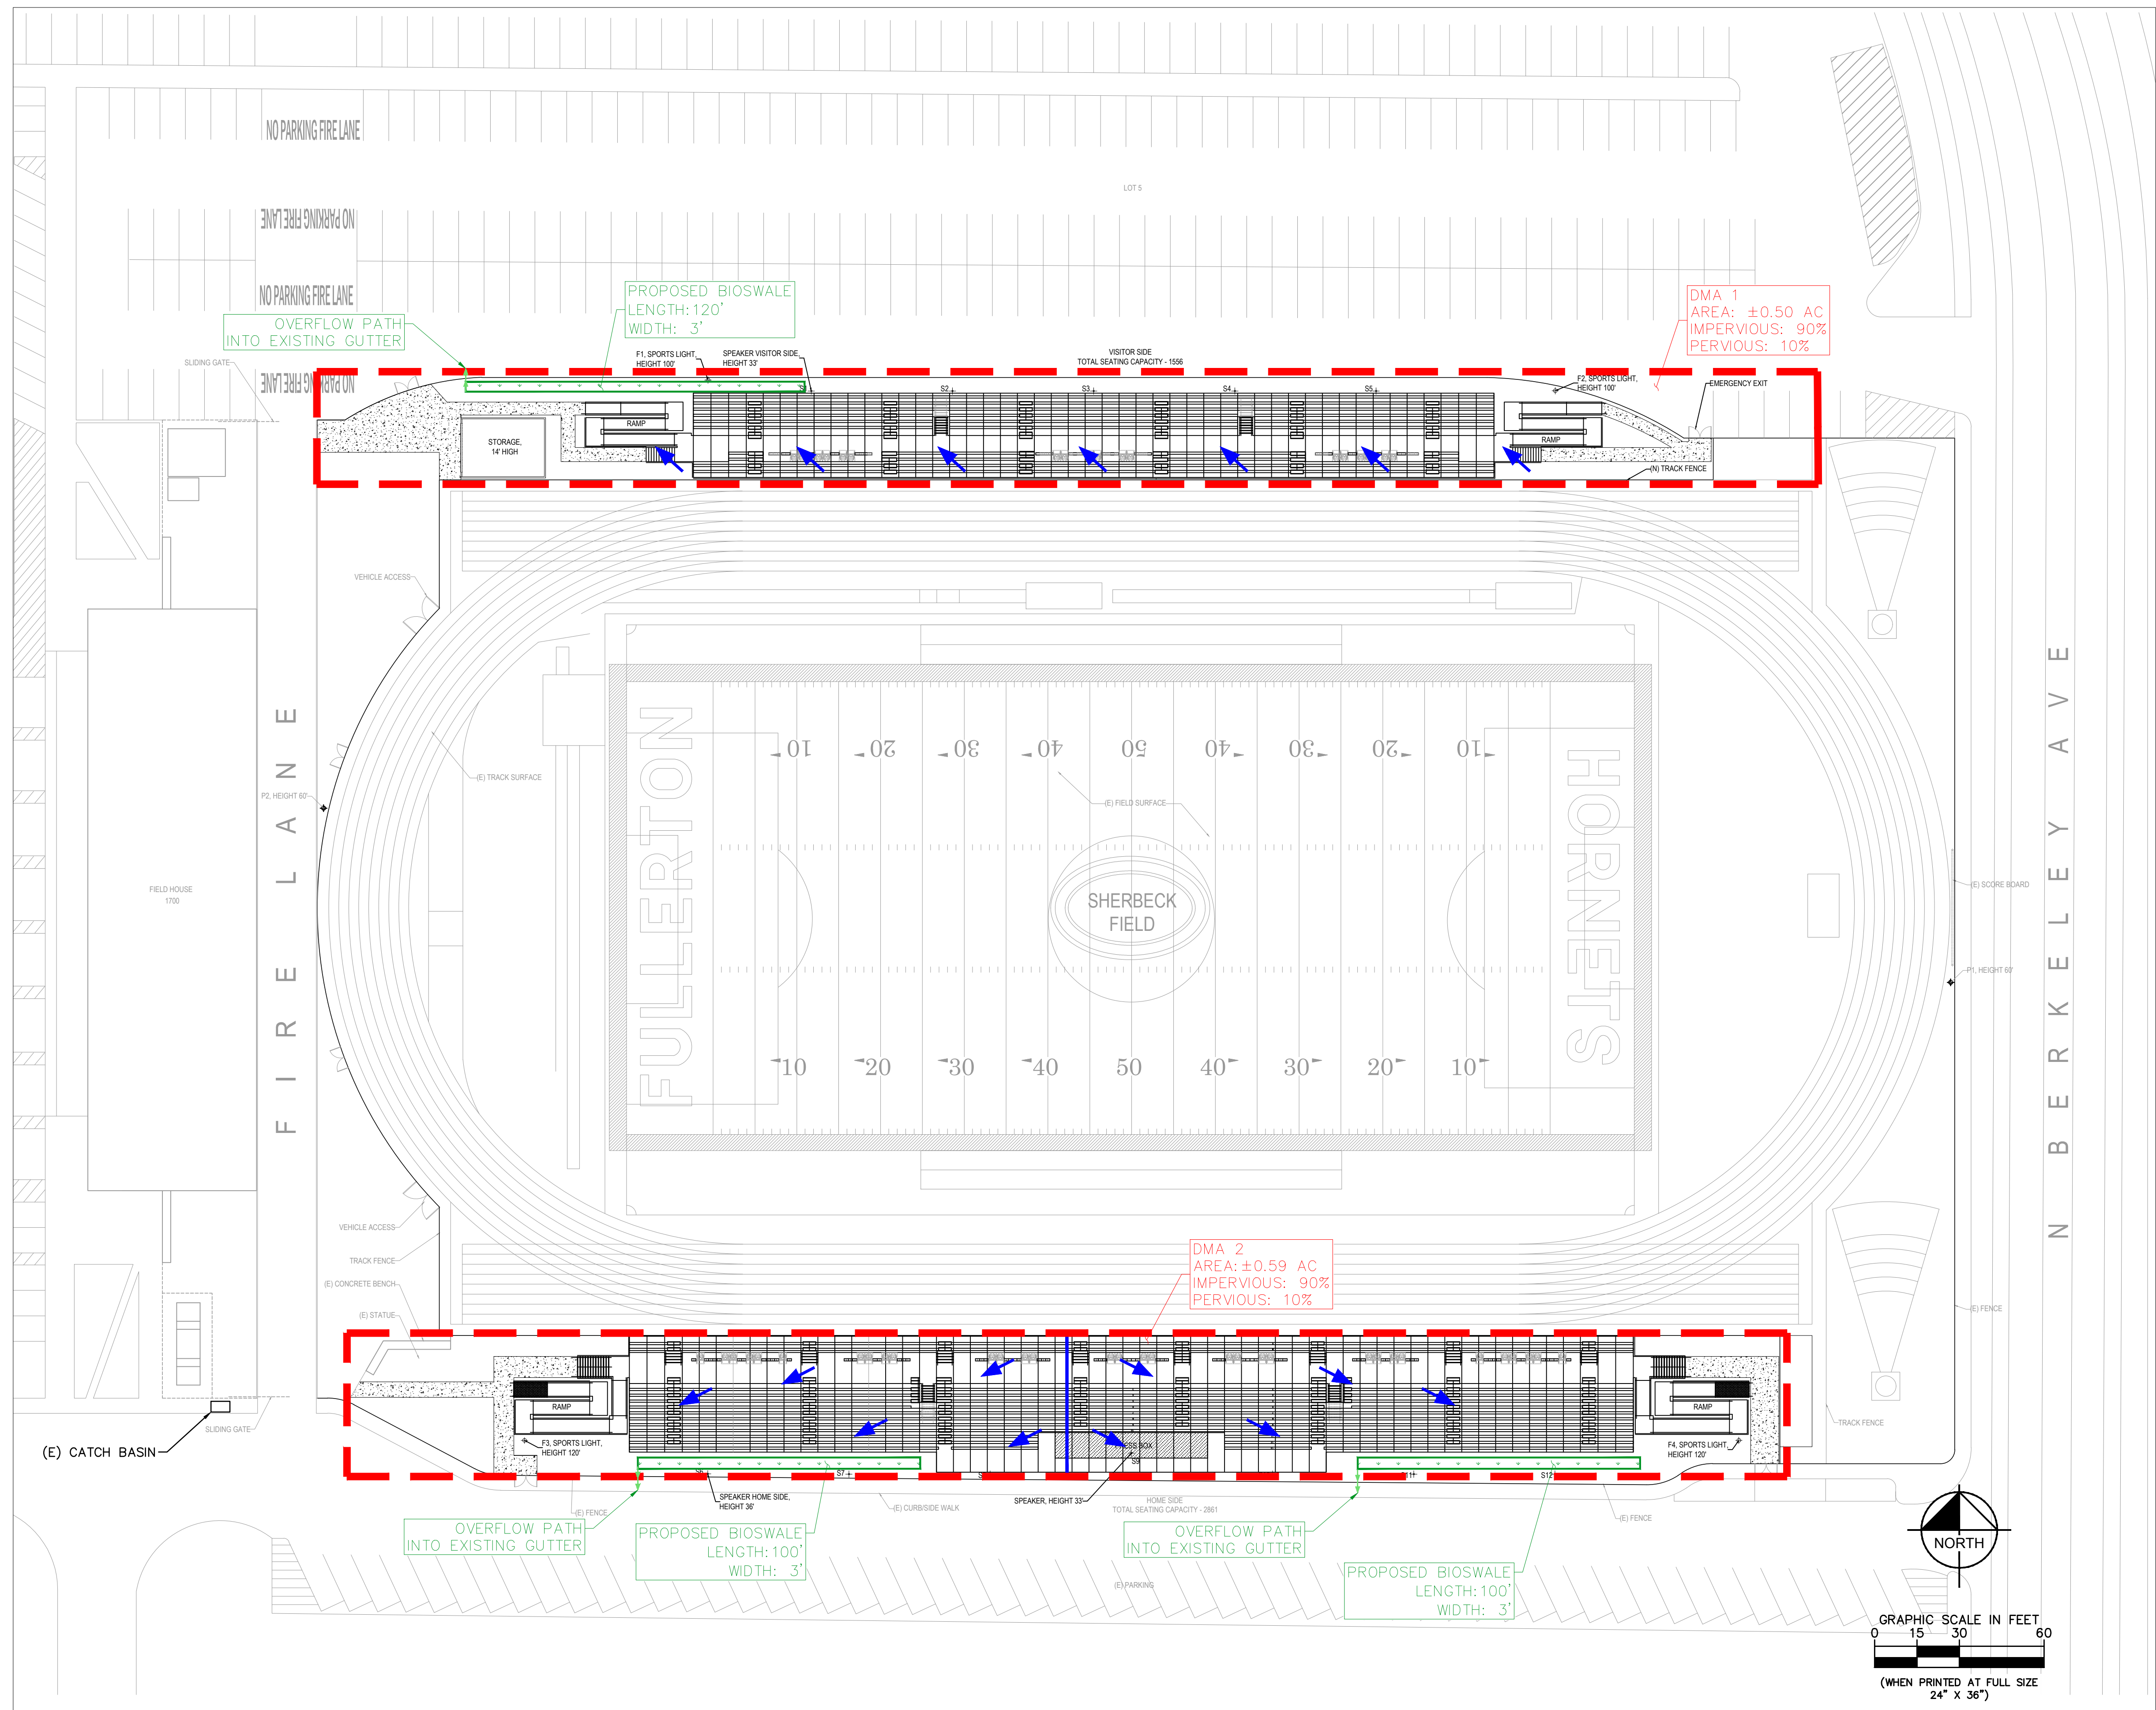 NO PARKING FIRE LANE
LOT 5
NO PARKING FIRE LANE
NO PARKING FIRE LANE
NO PARKING FIRE LANE
PROPOSED BIOSWALE
LENGTH: 120'
WIDTH: 3'
OVERFLOW PATH
INTO EXISTING GUTTER
DMA 1
AREA: ±0.50 AC
IMPERVIOUS: 90%
PERVIOUS: 10%
SLIDING GATE
F1, SPORTS LIGHT,
HEIGHT 100'
SPEAKER VISITOR SIDE,
HEIGHT 33'
VISITOR SIDE
TOTAL SEATING CAPACITY - 1556
F2, SPORTS LIGHT,
HEIGHT 100'
EMERGENCY EXIT
S1
S2
S3
S4
S5
RAMP
STORAGE,
14' HIGH
RAMP
(N) TRACK FENCE
VEHICLE ACCESS
(E) TRACK SURFACE
P2, HEIGHT 60'
FIRE LANE
FIELD HOUSE
1700
FULLERTON
HORNETS
10 20 30 40 50 40 30 20 10
(E) FIELD SURFACE
SHERBECK
FIELD
10 20 30 40 50 40 30 20 10
(E) SCORE BOARD
P1, HEIGHT 60'
N BERKELEY AVE
VEHICLE ACCESS
TRACK FENCE
(E) CONCRETE BENCH
(E) STATUE
DMA 2
AREA: ±0.59 AC
IMPERVIOUS: 90%
PERVIOUS: 10%
(E) FENCE
RAMP
RAMP
TRACK FENCE
SLIDING GATE
(E) CATCH BASIN
F3, SPORTS LIGHT,
HEIGHT 120'
F4, SPORTS LIGHT,
HEIGHT 120'
S9
S6
S7
S11
S12
SPEAKER HOME SIDE,
HEIGHT 36'
(E) CURB/SIDE WALK
SPEAKER, HEIGHT 33'
HOME SIDE
TOTAL SEATING CAPACITY - 2861
(E) FENCE
(E) FENCE
OVERFLOW PATH
INTO EXISTING GUTTER
PROPOSED BIOSWALE
LENGTH: 100'
WIDTH: 3'
OVERFLOW PATH
INTO EXISTING GUTTER
PROPOSED BIOSWALE
LENGTH: 100'
WIDTH: 3'
(E) PARKING
NORTH
GRAPHIC SCALE IN FEET
0 15 30 60
(WHEN PRINTED AT FULL SIZE
24" X 36")